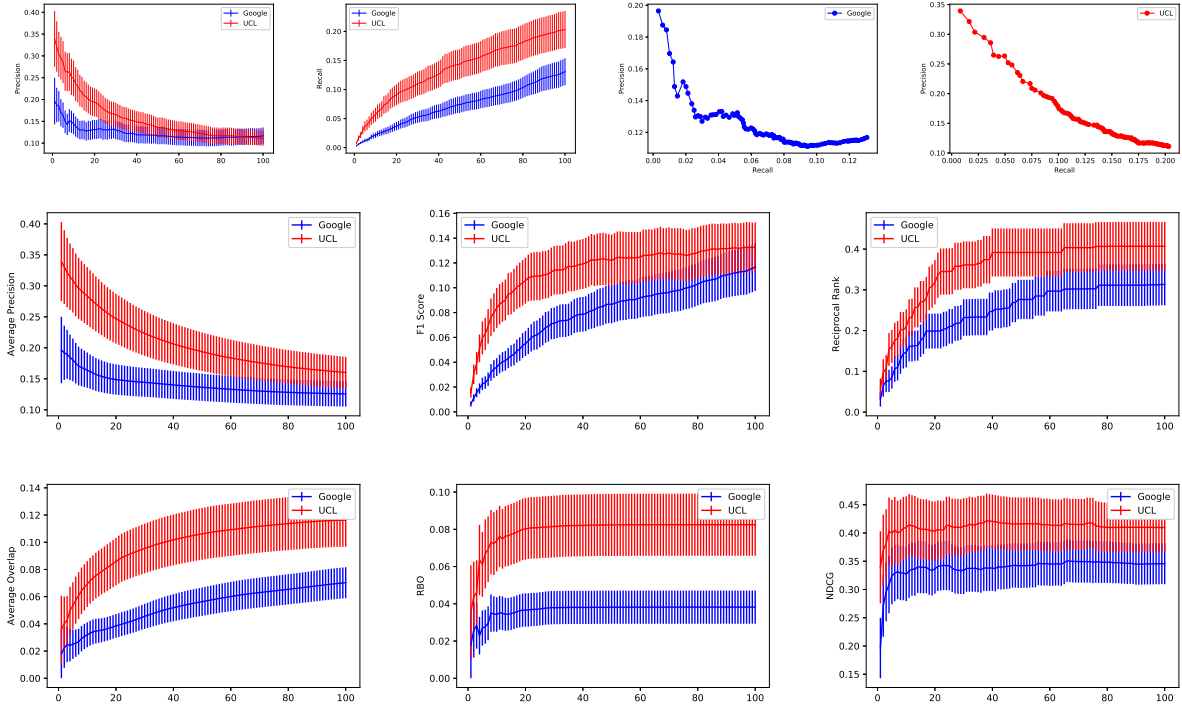 Google
UCL
Precision
0.40
0.35
0.30
0.25
0.20
0.15
0.10
0 20 40 60 80 100
Google
UCL
Recall
0.20
0.15
0.10
0.05
0.00
20 40 60 80 100
Google
Precision
0.20
0.18
0.16
0.14
0.12
0.00 0.02 0.04 0.06 0.08 0.10 0.12
Recall
UCL
Precision
0.35
0.30
0.25
0.20
0.15
0.10
0.000 0.025 0.050 0.075 0.100 0.125 0.150 0.175 0.200
Recall
Google
UCL
Average Precision
0.40
0.35
0.30
0.25
0.20
0.15
0.10
0 20 40 60 80 100
Google
UCL
F1 Score
0.16
0.14
0.12
0.10
0.08
0.06
0.04
0.02
0.00
0 20 40 60 80 100
Google
UCL
Reciprocal Rank
0.4
0.3
0.2
0.1
0.0
0 20 40 60 80 100
Google
UCL
Average Overlap
0.14
0.12
0.10
0.08
0.06
0.04
0.02
0.00
0 20 40 60 80 100
Google
UCL
RBO
0.10
0.08
0.06
0.04
0.02
0.00
0 20 40 60 80 100
Google
UCL
NDCG
0.45
0.40
0.35
0.30
0.25
0.20
0.15
0 20 40 60 80 100